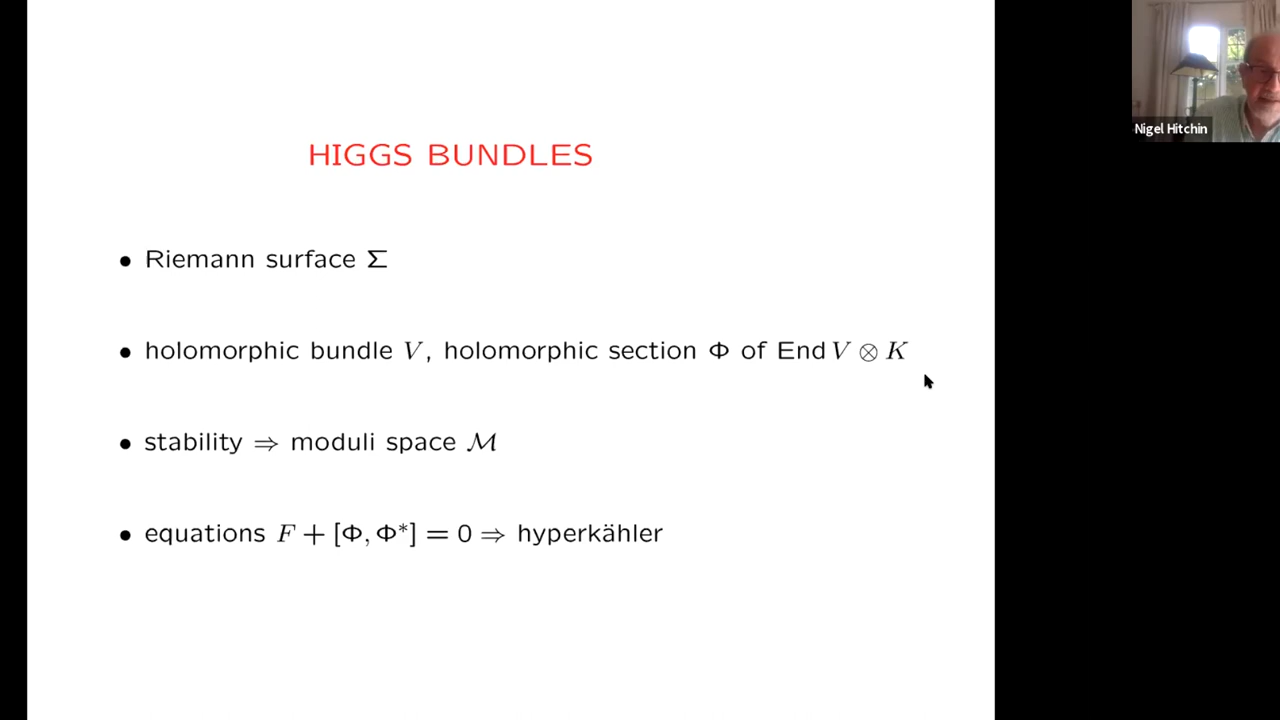 HIGGS BUNDLES
• Riemann surface Σ
• holomorphic bundle V, holomorphic section Φ of End V ⊗ K
• stability ⇒ moduli space ℳ
• equations F + [Φ, Φ*] = 0 ⇒ hyperkähler
Nigel Hitchin